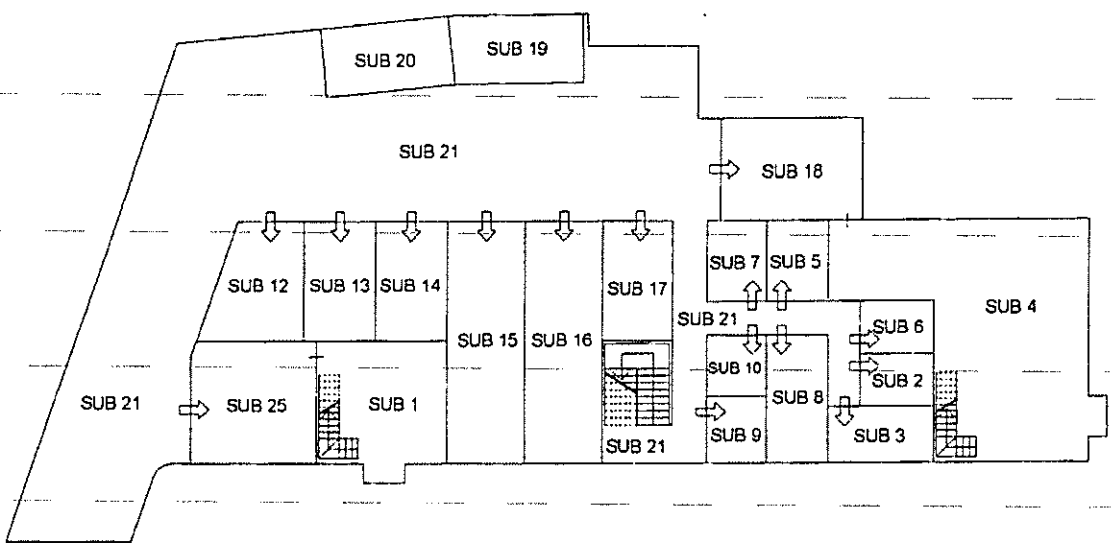 SUB 20
SUB 19
SUB 21
SUB 18
SUB 12
SUB 13
SUB 14
SUB 17
SUB 7
SUB 5
SUB 4
SUB 15
SUB 16
SUB 21
SUB 6
SUB 10
SUB 2
SUB 21
SUB 25
SUB 1
SUB 8
SUB 9
SUB 3
SUB 21